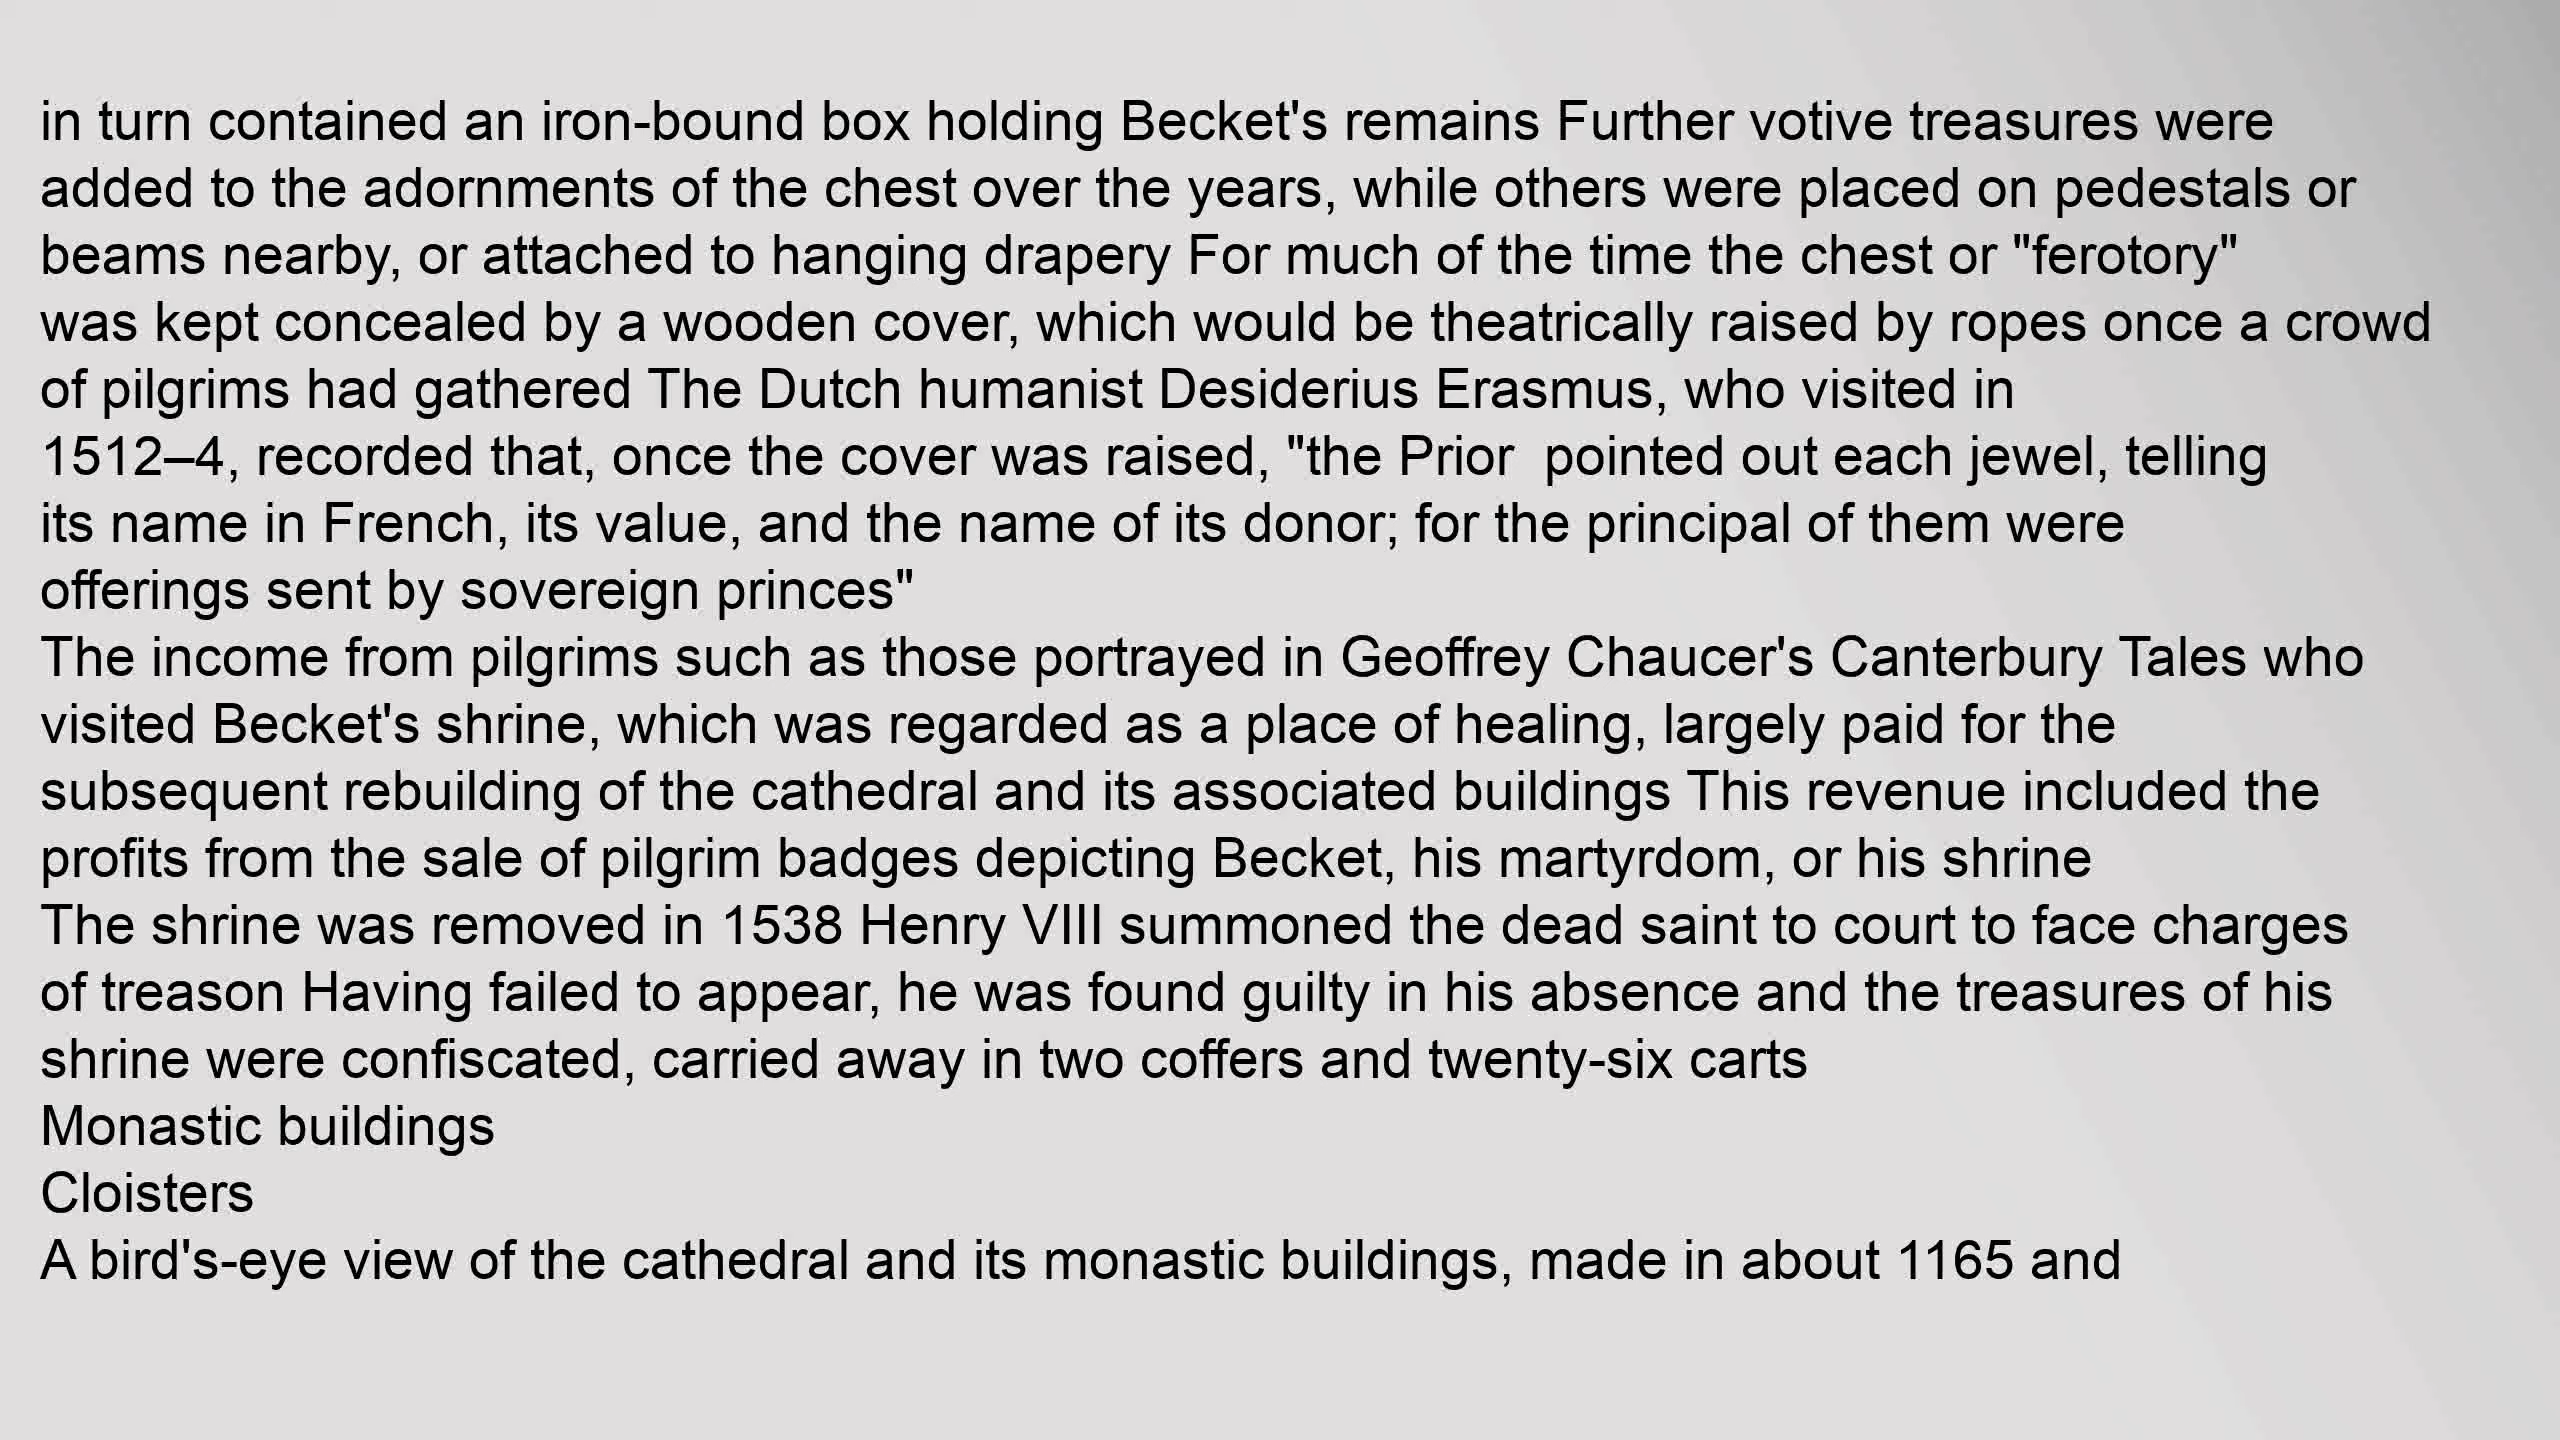 in turn contained an iron-bound box holding Becket's remains Further votive treasures were
added to the adornments of the chest over the years, while others were placed on pedestals or
beams nearby, or attached to hanging drapery For much of the time the chest or "ferotory"
was kept concealed by a wooden cover, which would be theatrically raised by ropes once a crowd
of pilgrims had gathered The Dutch humanist Desiderius Erasmus, who visited in
1512–4, recorded that, once the cover was raised, "the Prior  pointed out each jewel, telling
its name in French, its value, and the name of its donor; for the principal of them were
offerings sent by sovereign princes"
The income from pilgrims such as those portrayed in Geoffrey Chaucer's Canterbury Tales who
visited Becket's shrine, which was regarded as a place of healing, largely paid for the
subsequent rebuilding of the cathedral and its associated buildings This revenue included the
profits from the sale of pilgrim badges depicting Becket, his martyrdom, or his shrine
The shrine was removed in 1538 Henry VIII summoned the dead saint to court to face charges
of treason Having failed to appear, he was found guilty in his absence and the treasures of his
shrine were confiscated, carried away in two coffers and twenty-six carts
Monastic buildings
Cloisters
A bird's-eye view of the cathedral and its monastic buildings, made in about 1165 and